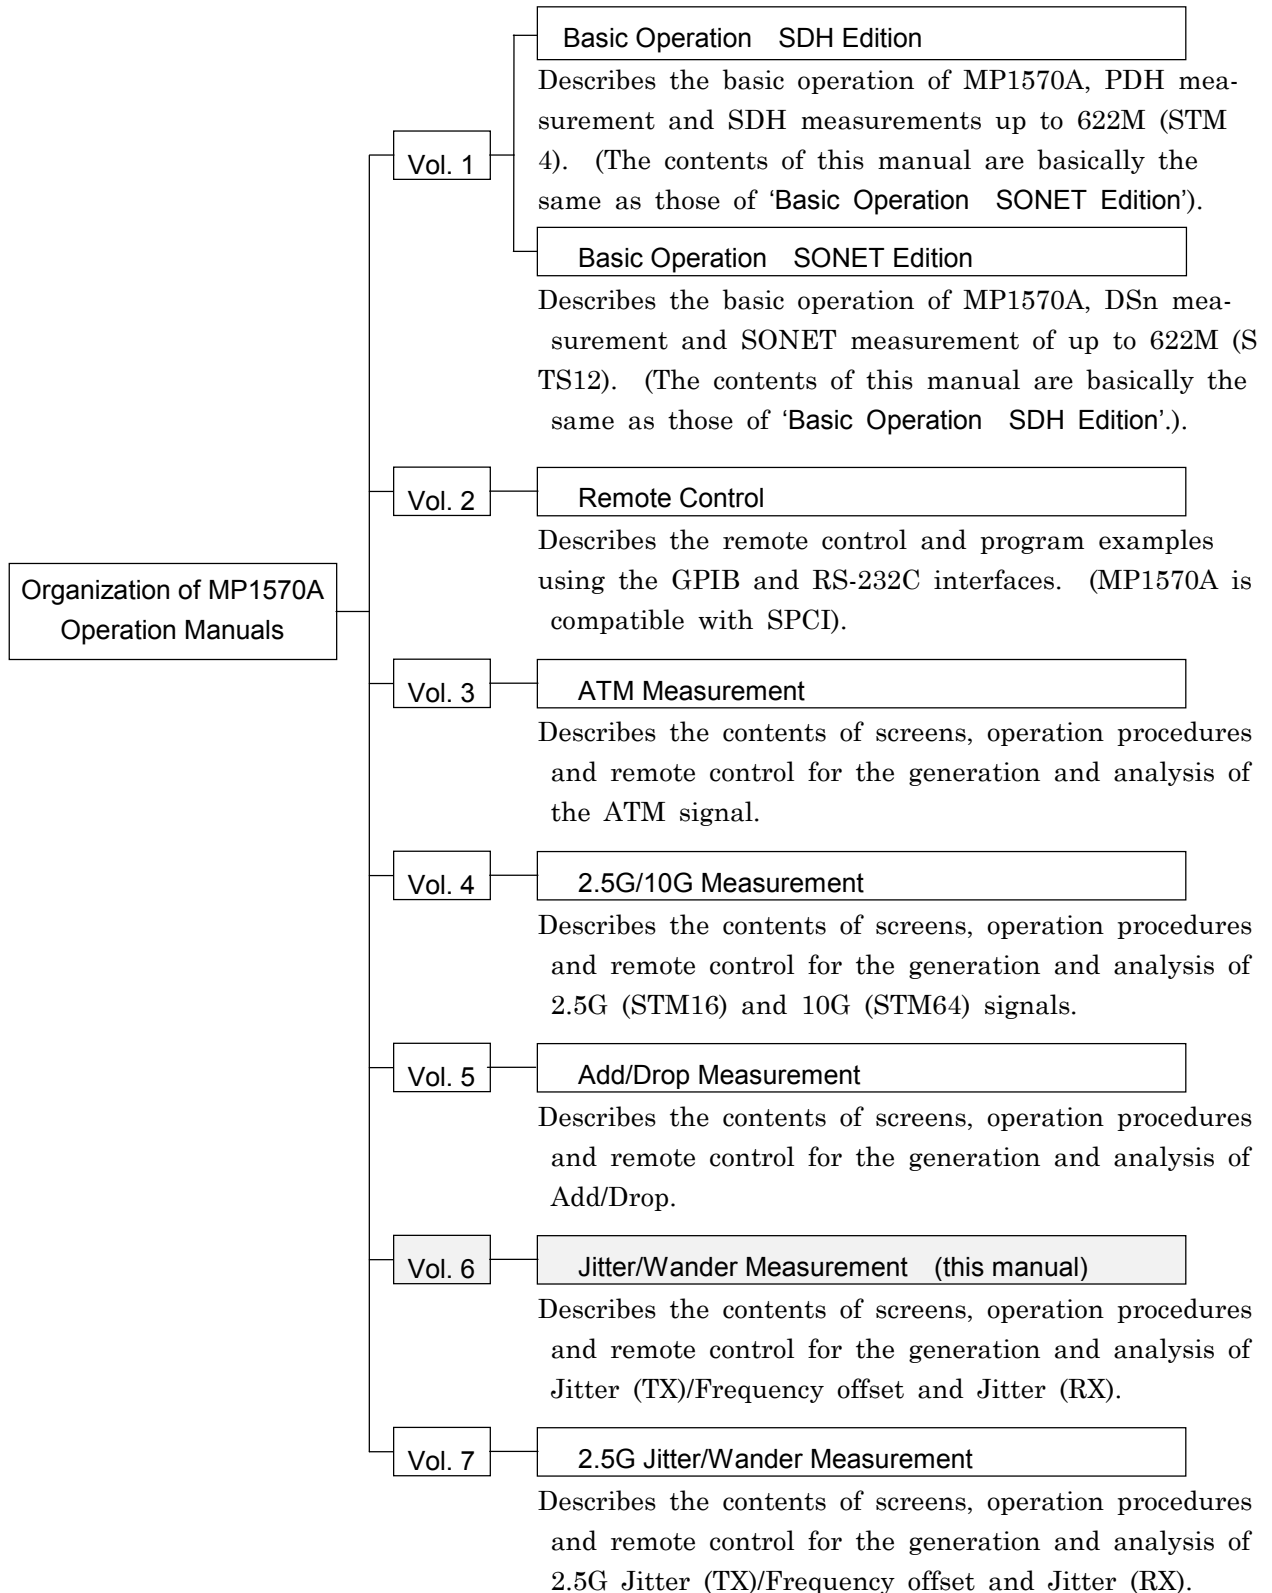 Basic Operation SDH Edition
Describes the basic operation of MP1570A, PDH mea-
surement and SDH measurements up to 622M (STM
4). (The contents of this manual are basically the
same as those of ‘Basic Operation SONET Edition’).
Vol. 1
Basic Operation SONET Edition
Describes the basic operation of MP1570A, DSn mea-
surement and SONET measurement of up to 622M (S
TS12). (The contents of this manual are basically the
same as those of ‘Basic Operation SDH Edition’.).
Vol. 2
Remote Control
Describes the remote control and program examples
using the GPIB and RS-232C interfaces. (MP1570A is
compatible with SPCI).
Organization of MP1570A
Operation Manuals
Vol. 3
ATM Measurement
Describes the contents of screens, operation procedures
and remote control for the generation and analysis of
the ATM signal.
Vol. 4
2.5G/10G Measurement
Describes the contents of screens, operation procedures
and remote control for the generation and analysis of
2.5G (STM16) and 10G (STM64) signals.
Vol. 5
Add/Drop Measurement
Describes the contents of screens, operation procedures
and remote control for the generation and analysis of
Add/Drop.
Vol. 6
Jitter/Wander Measurement (this manual)
Describes the contents of screens, operation procedures
and remote control for the generation and analysis of
Jitter (TX)/Frequency offset and Jitter (RX).
Vol. 7
2.5G Jitter/Wander Measurement
Describes the contents of screens, operation procedures
and remote control for the generation and analysis of
2.5G Jitter (TX)/Frequency offset and Jitter (RX).